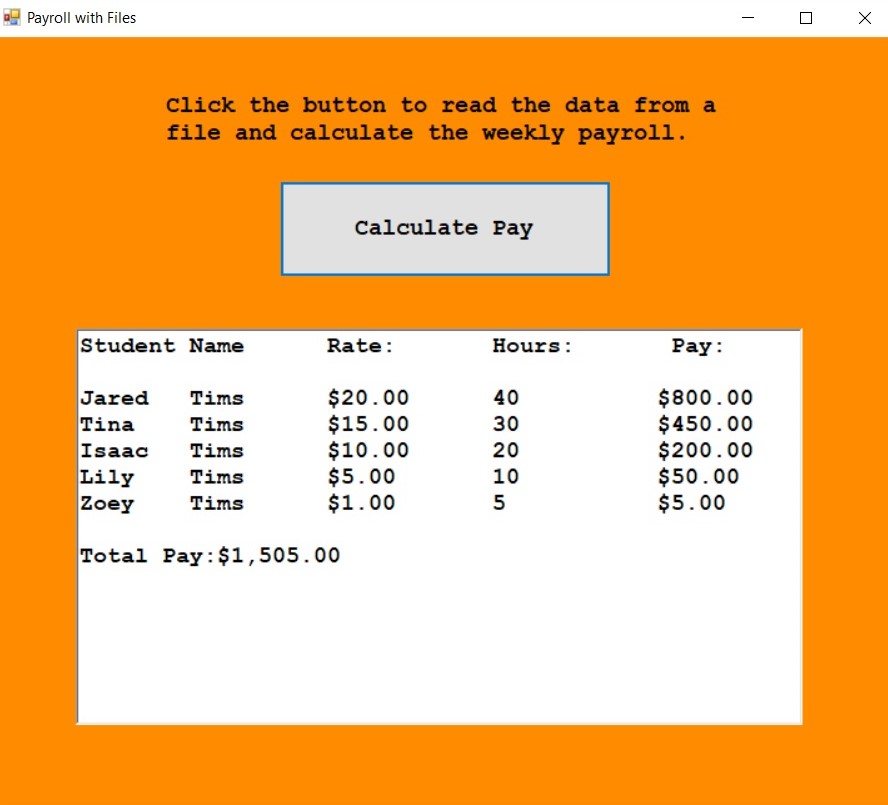 Payroll with Files
Click the button to read the data from a
file and calculate the weekly payroll.
Calculate Pay
Student Name Rate: Hours: Pay:
Jared Tims $20.00 40 $800.00
Tina Tims $15.00 30 $450.00
Isaac Tims $10.00 20 $200.00
Lily Tims $5.00 10 $50.00
Zoey Tims $1.00 5 $5.00
Total Pay:$1,505.00